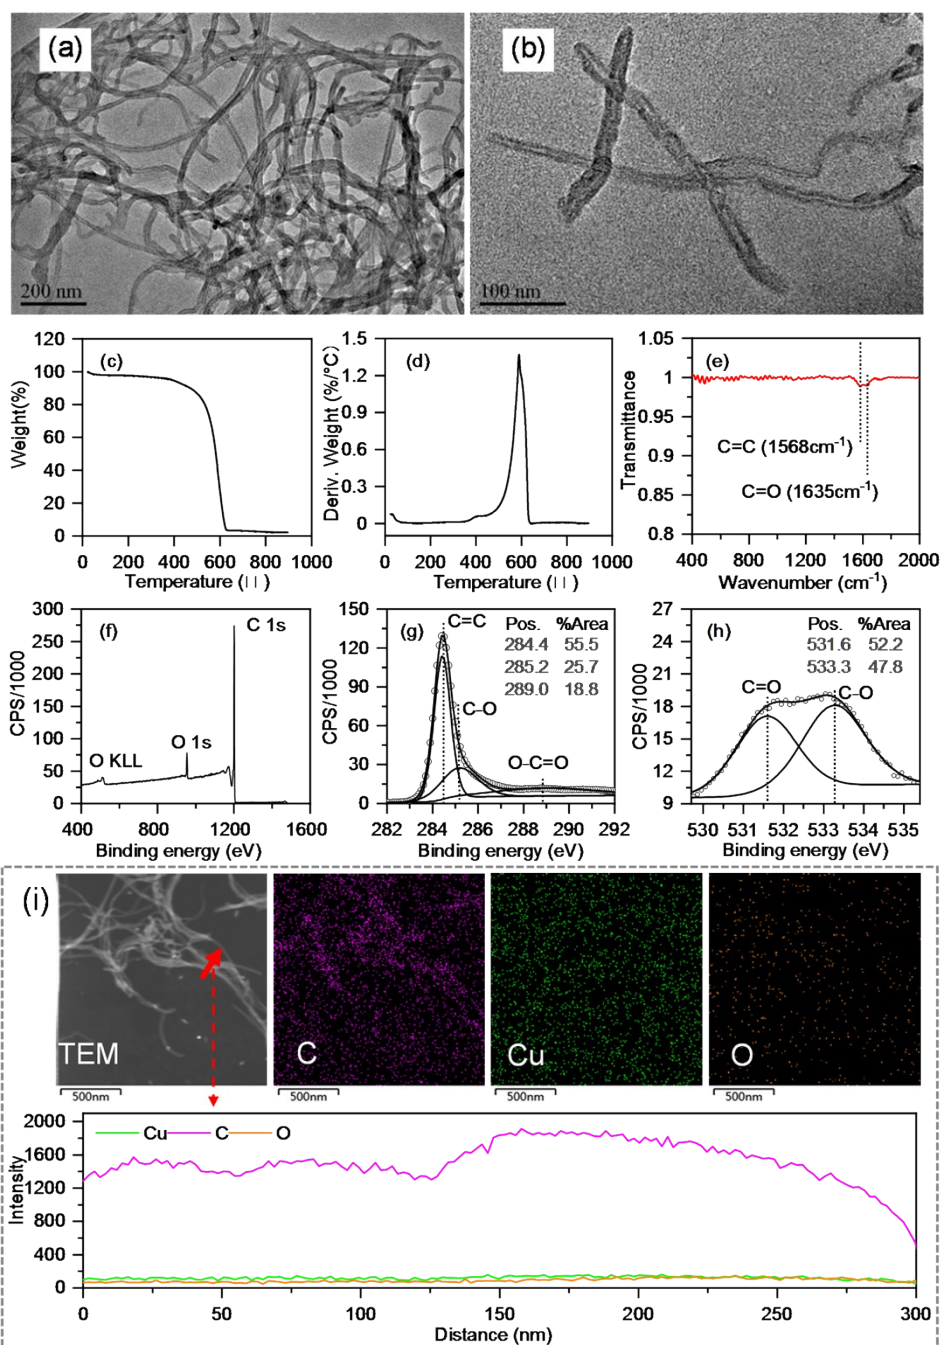 (a)
200 nm
(b)
100 nm
(c)
120
100
80
60
40
20
0
Weight(%)
0 200 400 600 800 1000
Temperature (||)
(d)
1.5
1.2
0.9
0.6
0.3
0
Deriv. Weight (%/°C)
0 200 400 600 800 1000
Temperature (||)
(e)
1.05
1
0.95
0.9
0.85
0.8
Transmittance
C=C (1568cm⁻¹)
C=O (1635cm⁻¹)
400 800 1200 1600 2000
Wavenumber (cm⁻¹)
(f)
300
250
200
150
100
50
0
CPS/1000
C 1s
O 1s
O KLL
400 800 1200 1600
Binding energy (eV)
(g)
150
120
90
60
30
0
CPS/1000
C=C
C–O
O-C=O
Pos. %Area
284.4 55.5
285.2 25.7
289.0 18.8
282 284 286 288 290 292
Binding energy (eV)
(h)
27
24
21
18
15
12
9
CPS/1000
C=O
C–O
Pos. %Area
531.6 52.2
533.3 47.8
530 531 532 533 534 535
Binding energy (eV)
(i)
TEM
500nm
C
Cu
500nm
O
500nm
2000
1600
1200
800
400
0
Intensity
Cu C O
0 50 100 150 200 250 300
Distance (nm)